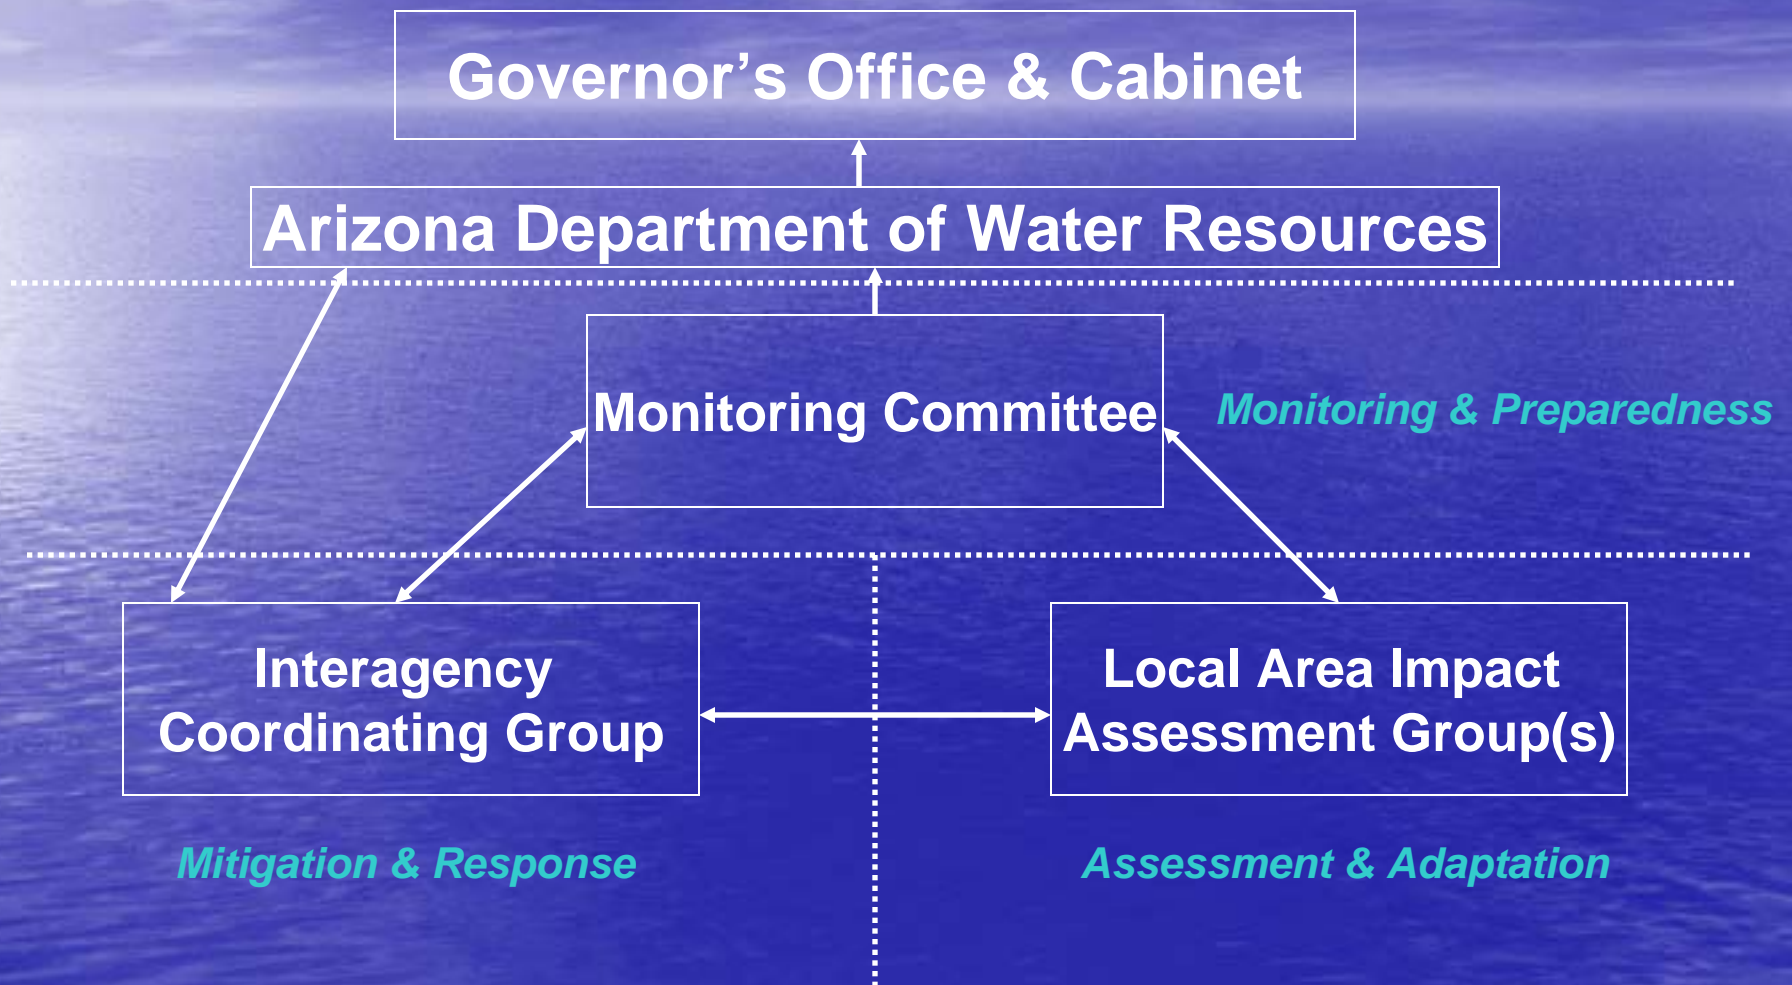 Governor’s Office & Cabinet
Arizona Department of Water Resources
Monitoring Committee
Monitoring & Preparedness
Interagency
Coordinating Group
Local Area Impact
Assessment Group(s)
Mitigation & Response
Assessment & Adaptation